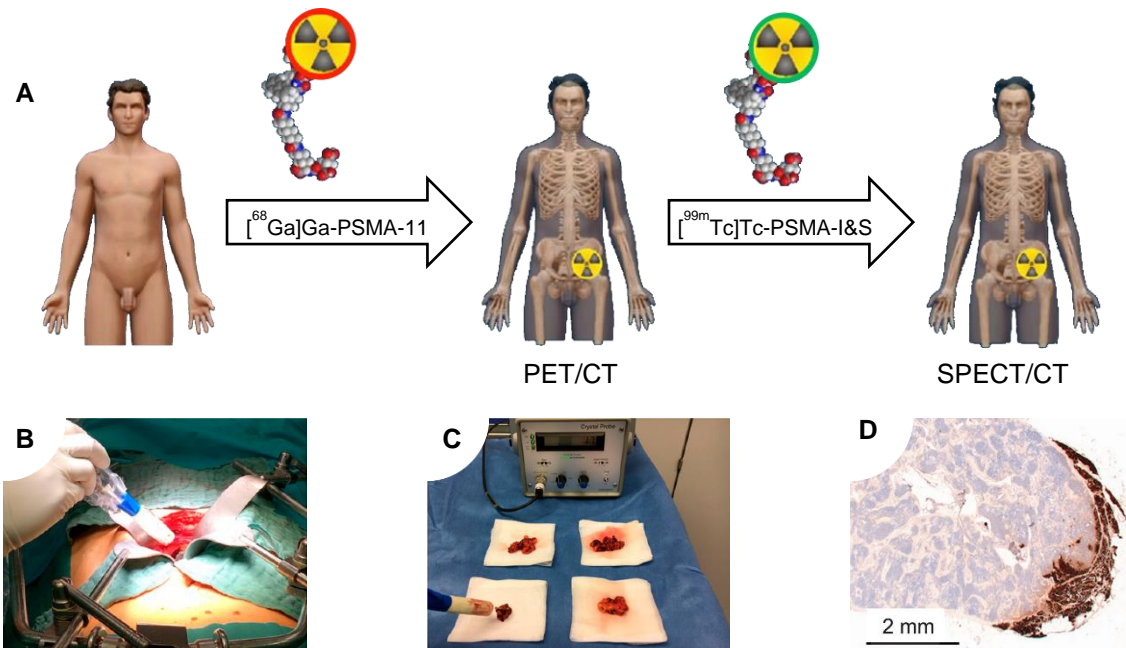 A
[68Ga]Ga-PSMA-11
[99mTc]Tc-PSMA-I&S
PET/CT
SPECT/CT
B
C
D
Crystal Probe
2 mm